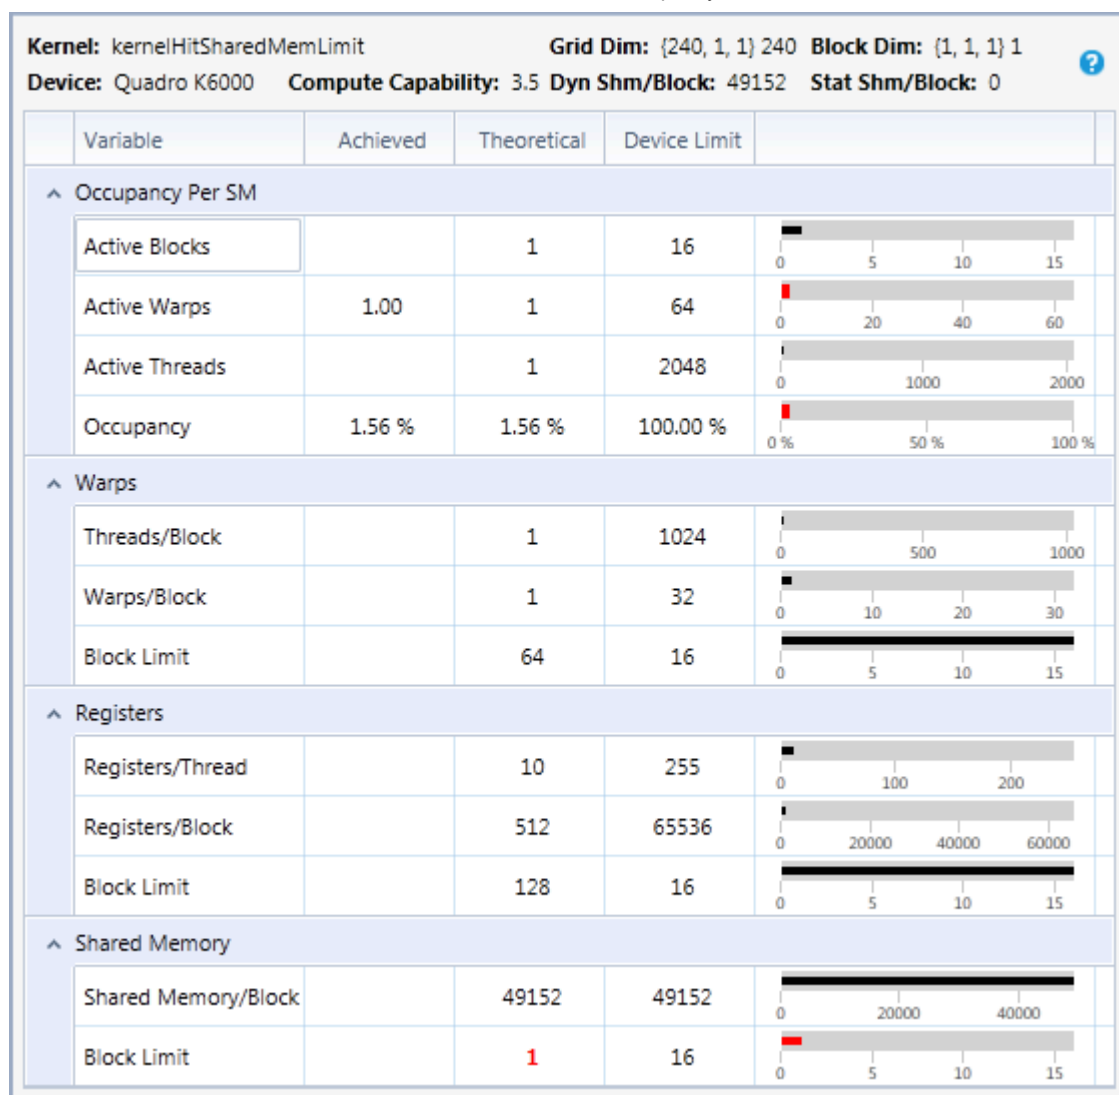 Kernel: kernelHitSharedMemLimit Grid Dim: {240, 1, 1} 240 Block Dim: {1, 1, 1} 1
Device: Quadro K6000 Compute Capability: 3.5 Dyn Shm/Block: 49152 Stat Shm/Block: 0
?
Variable Achieved Theoretical Device Limit
Occupancy Per SM
Active Blocks 1 16
0 5 10 15
Active Warps 1.00 1 64
0 20 40 60
Active Threads 1 2048
0 1000 2000
Occupancy 1.56 % 1.56 % 100.00 %
0 % 50 % 100 %
Warps
Threads/Block 1 1024
0 500 1000
Warps/Block 1 32
0 10 20 30
Block Limit 64 16
0 5 10 15
Registers
Registers/Thread 10 255
0 100 200
Registers/Block 512 65536
0 20000 40000 60000
Block Limit 128 16
0 5 10 15
Shared Memory
Shared Memory/Block 49152 49152
0 20000 40000
Block Limit 1 16
0 5 10 15